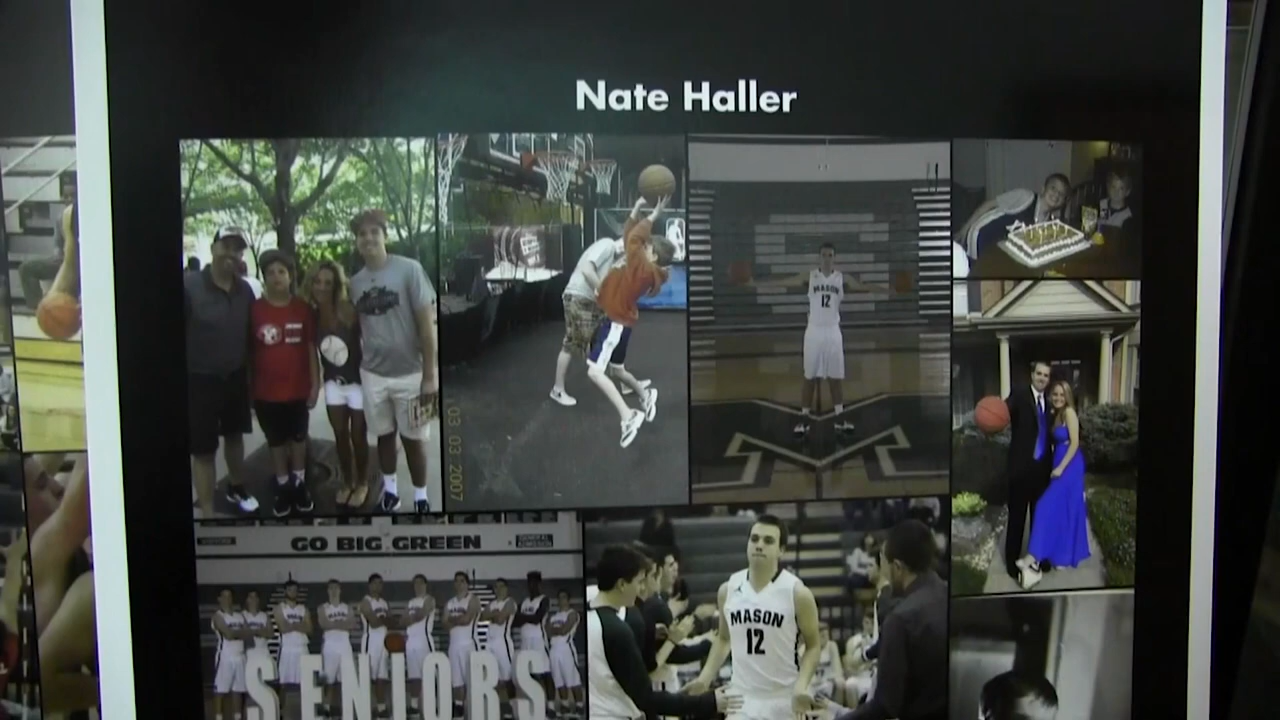 Nate Haller
03 03 2007
MASON
12
GO BIG GREEN
SENIORS
MASON
12